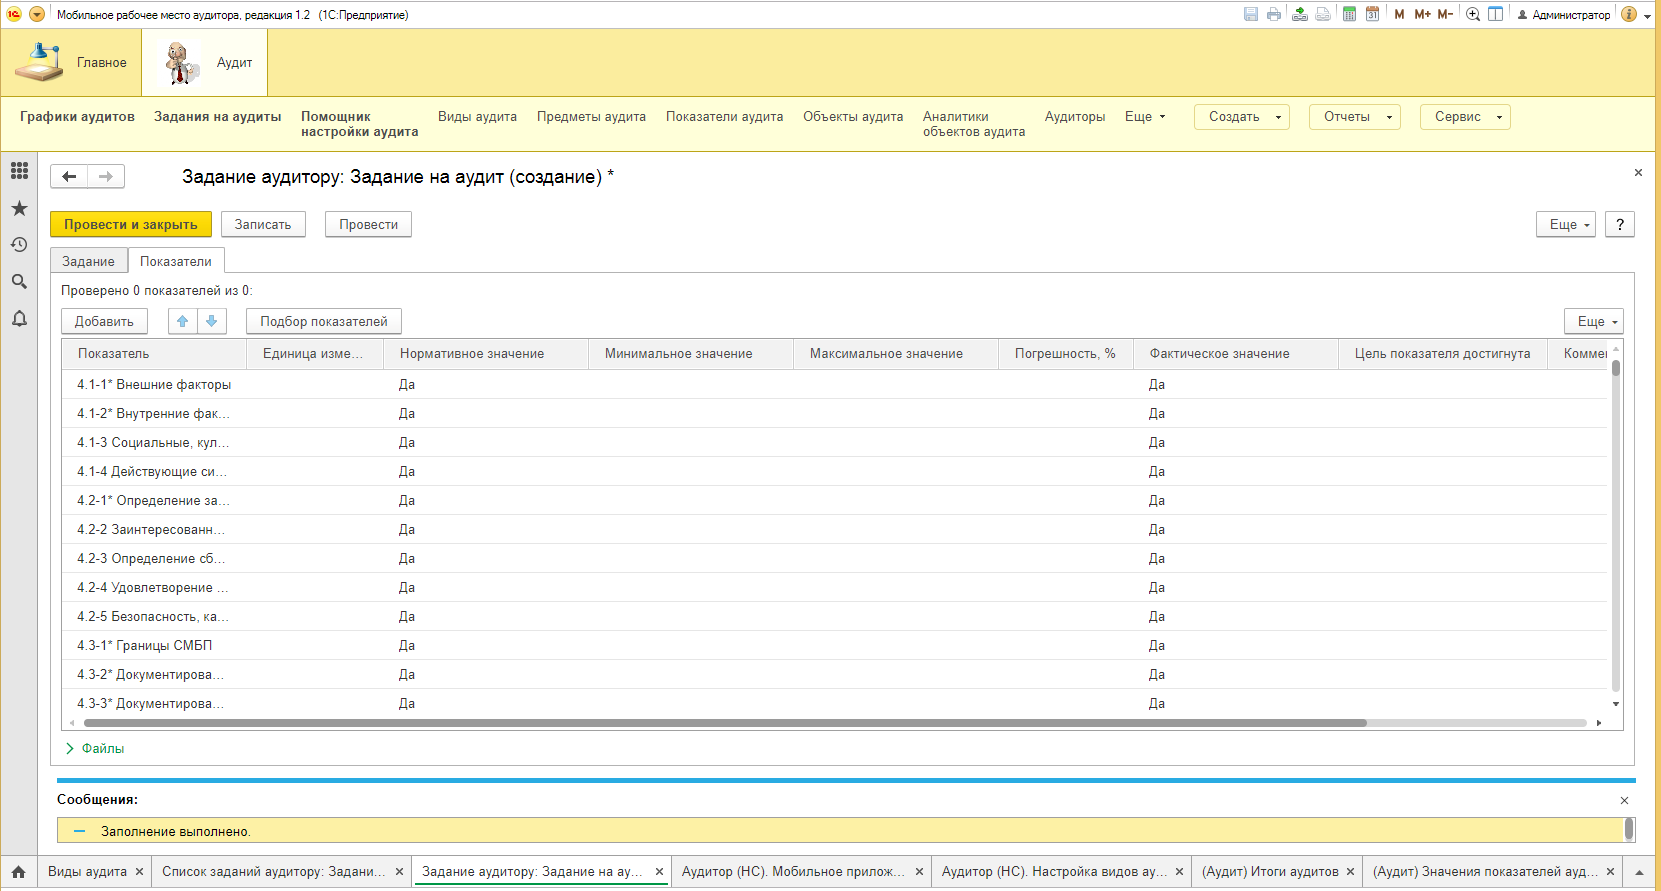 Мобильное рабочее место аудитора, редакция 1.2 (1С:Предприятие)
M M+ M- Администратор
Главное
Аудит
Графики аудитов
Задания на аудиты
Помощник настройки аудита
Виды аудита
Предметы аудита
Показатели аудита
Объекты аудита
Аналитики объектов аудита
Аудиторы
Еще
Создать
Отчеты
Сервис
Задание аудитору: Задание на аудит (создание) *
Провести и закрыть
Записать
Провести
Еще
?
Задание
Показатели
Проверено 0 показателей из 0:
Добавить
Подбор показателей
Еще
Показатель Единица изме... Нормативное значение Минимальное значение Максимальное значение Погрешность, % Фактическое значение Цель показателя достигнута Комме
4.1-1* Внешние факторы Да Да
4.1-2* Внутренние фак... Да Да
4.1-3 Социальные, кул... Да Да
4.1-4 Действующие си... Да Да
4.2-1* Определение за... Да Да
4.2-2 Заинтересованн... Да Да
4.2-3 Определение сб... Да Да
4.2-4 Удовлетворение ... Да Да
4.2-5 Безопасность, ка... Да Да
4.3-1* Границы СМБП Да Да
4.3-2* Документирова... Да Да
4.3-3* Документирова... Да Да
Файлы
Сообщения:
Заполнение выполнено.
Виды аудита
Список заданий аудитору: Задани...
Задание аудитору: Задание на ау...
Аудитор (НС). Мобильное прилож...
Аудитор (НС). Настройка видов ау...
(Аудит) Итоги аудитов
(Аудит) Значения показателей ауд...